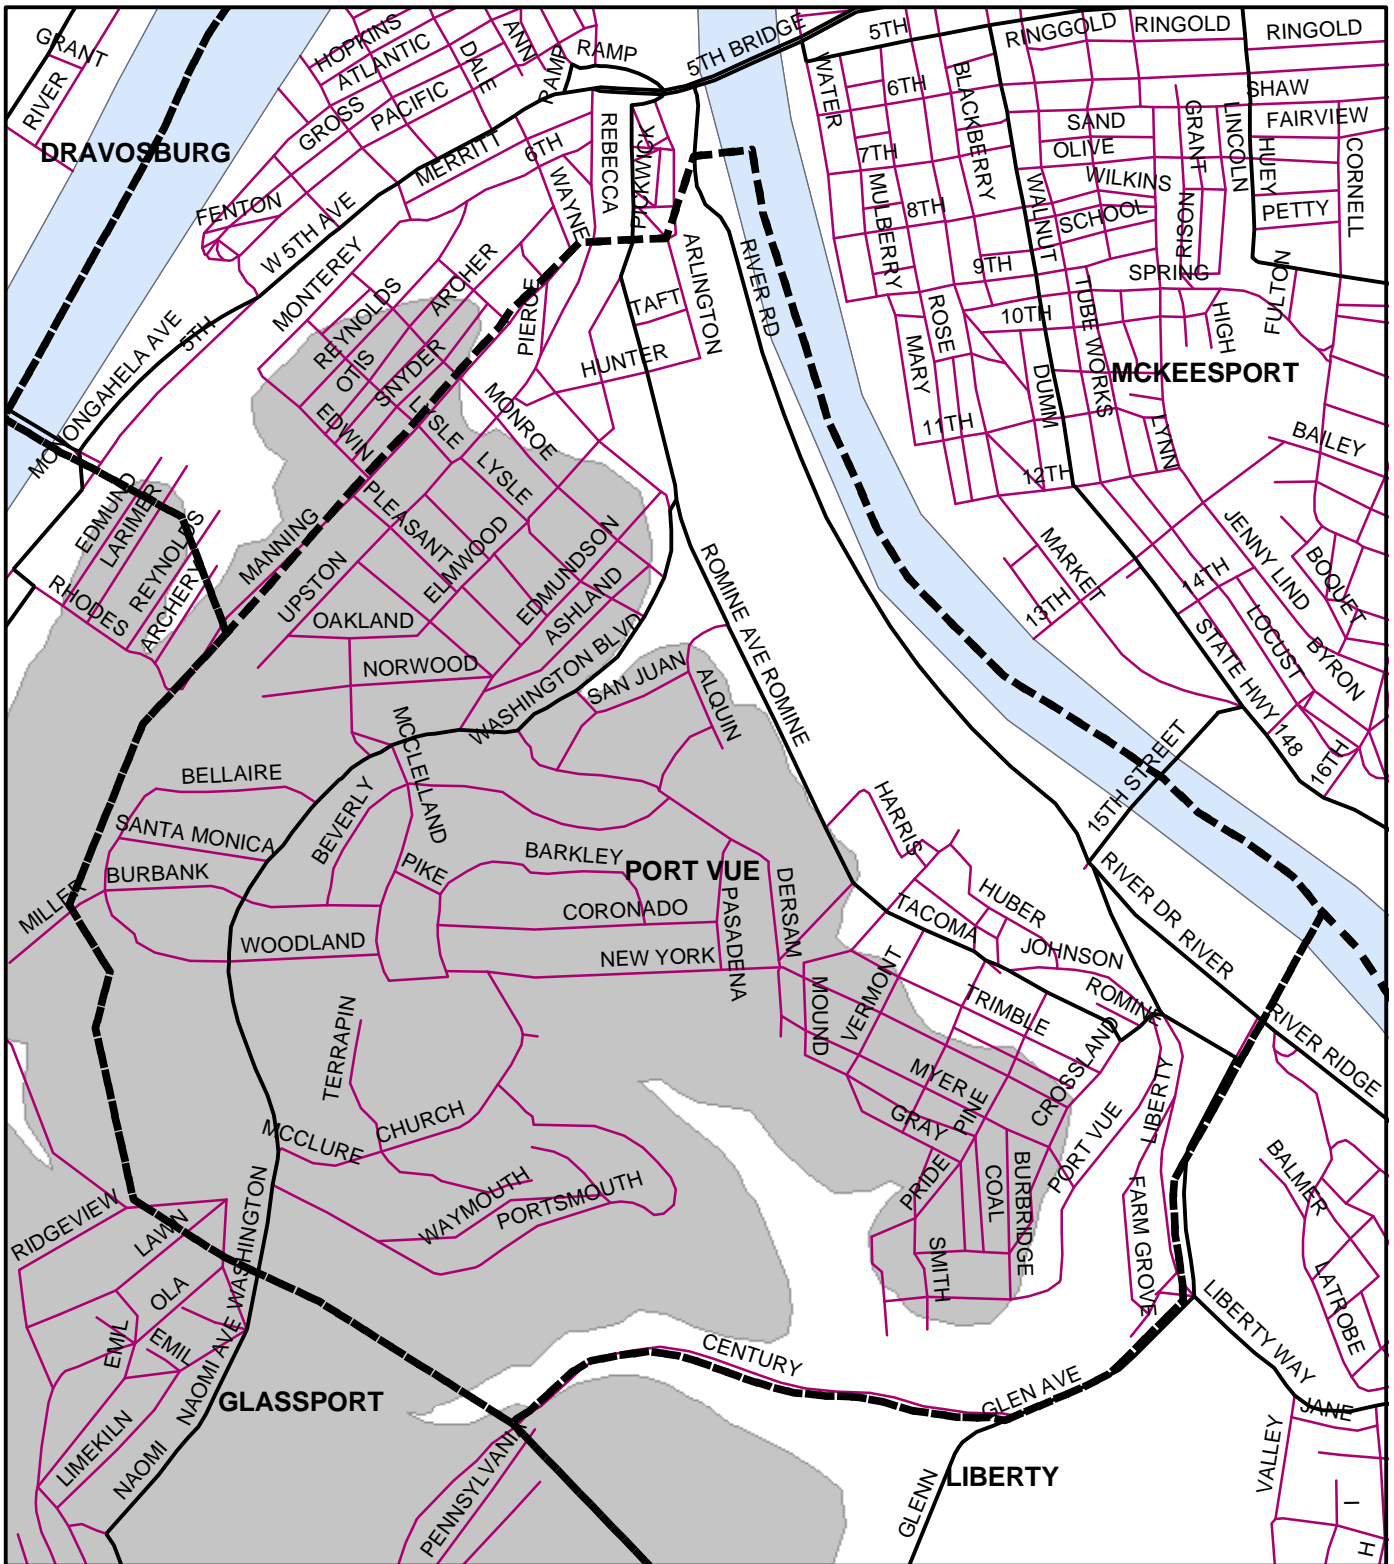 GRANT
RIVER
DRAVOSBURG
HOPKINS
ATLANTIC
GROSS
PACIFIC
DALE
ANN
RAMP
RAMP
5TH BRIDGE
MERRITT
6TH
WAYNE
REBECCA
PICKWICK
FENTON
W 5TH AVE
MONTEREY
REYNOLDS
ARCHER
OTIS
SNYDER
EDWIN
PIERCE
TAFT
HUNTER
ARLINGTON
RIVER RD
5TH
RINGGOLD
RINGOLD
RINGOLD
WATER
6TH
BLACKBERRY
7TH
MULBERRY
8TH
9TH
SHAW
SAND
OLIVE
WILKINS
SCHOOL
WALNUT
GRANT
LINCOLN
RISON
FAIRVIEW
HUEY
PETTY
CORNELL
SPRING
FULTON
HIGH
10TH
TUBE WORKS
MARY
ROSE
DUMM
MCKEESPORT
11TH
12TH
LYNN
BAILEY
MONONGAHELA AVE
5TH
EDMUND
LARIMER
REYNOLDS
ARCHER
RHODES
MANNING
LYSLE
LYSLE
MONROE
PLEASANT
UPSTON
ELMWOOD
EDMUNDSON
ASHLAND
OAKLAND
NORWOOD
WASHINGTON BLVD
SAN JUAN
ALQUIN
ROMINE AVE ROMINE
MARKET
13TH
14TH
JENNY LIND
LOCUST
BOQUET
BYRON
STATE HWY 148
16TH
15TH STREET
MCCLELLAND
BELLAIRE
BEVERLY
SANTA MONICA
BURBANK
MILLER
WOODLAND
PIKE
BARKLEY
PORT VUE
CORONADO
NEW YORK
PASADENA
DERSAM
HARRIS
HUBER
TACOMA
JOHNSON
RIVER DR RIVER
RIVER RIDGE
VERMONT
MOUND
TRIMBLE
ROMINE
CROSSLAND
MYER
PINE
GRAY
PRIDE
COAL
BURBRIDGE
SMITH
PORT VUE
LIBERTY
FARM GROVE
TERRAPIN
CHURCH
MCCLURE
WAYMOUTH
PORTSMOUTH
RIDGEVIEW
LAWN
OLA
EMIL
EMIL
NAOMI AVE WASHINGTON
LIMEKILN
NAOMI
GLASSPORT
CENTURY
GLEN AVE
PENNSYLVANIA
GLENN
LIBERTY
LIBERTY WAY
BALMER
LATROBE
JANE
VALLEY
I
H